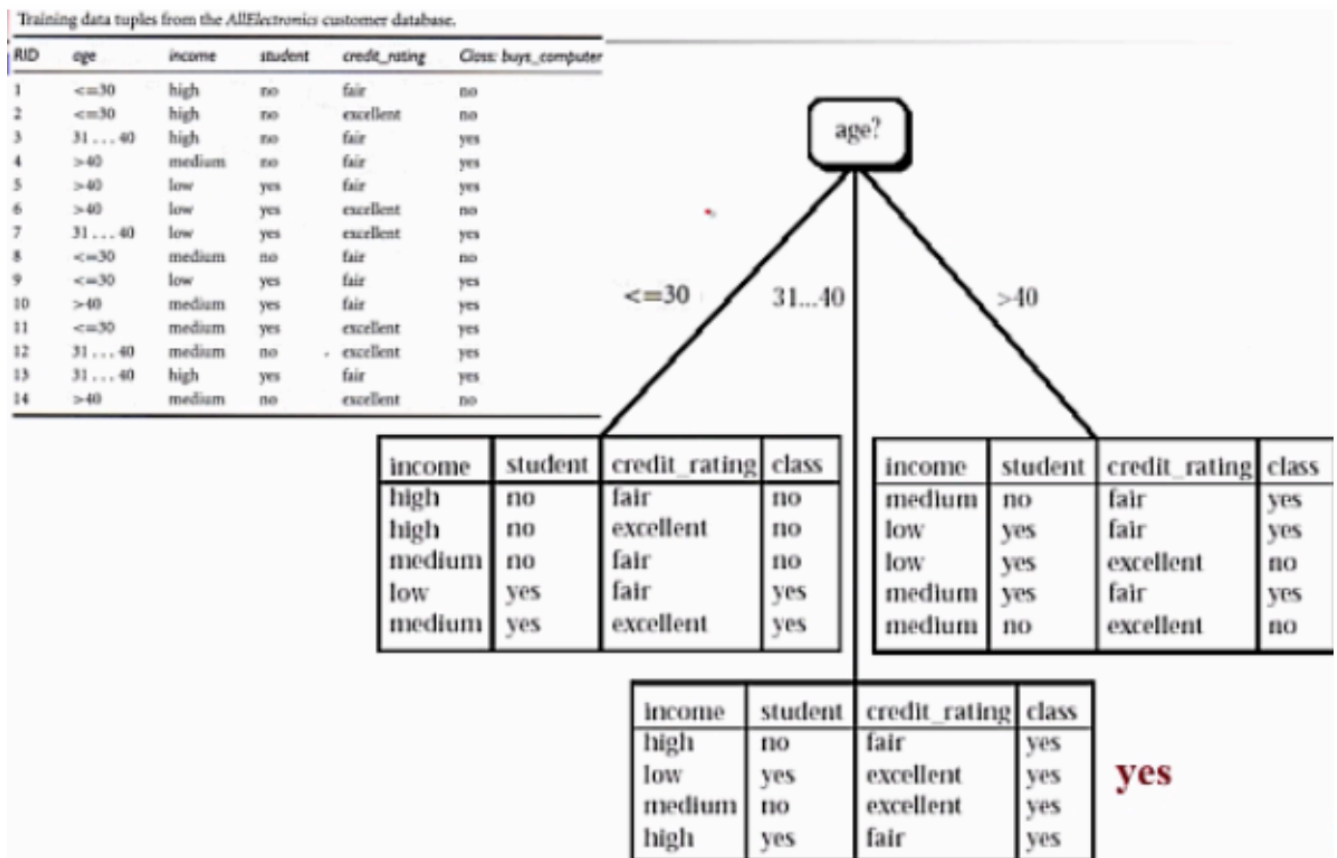 Training data tuples from the AllElectronics customer database.
RID age income student credit_rating Class: buys_computer
1 <=30 high no fair no
2 <=30 high no excellent no
3 31...40 high no fair yes
4 >40 medium no fair yes
5 >40 low yes fair yes
6 >40 low yes excellent no
7 31...40 low yes excellent yes
8 <=30 medium no fair no
9 <=30 low yes fair yes
10 >40 medium yes fair yes
11 <=30 medium yes excellent yes
12 31...40 medium no excellent yes
13 31...40 high yes fair yes
14 >40 medium no excellent no
age?
<=30 31...40 >40
income student credit_rating class
high no fair no
high no excellent no
medium no fair no
low yes fair yes
medium yes excellent yes
income student credit_rating class
medium no fair yes
low yes fair yes
low yes excellent no
medium yes fair yes
medium no excellent no
income student credit_rating class
high no fair yes
low yes excellent yes
medium no excellent yes
high yes fair yes
yes